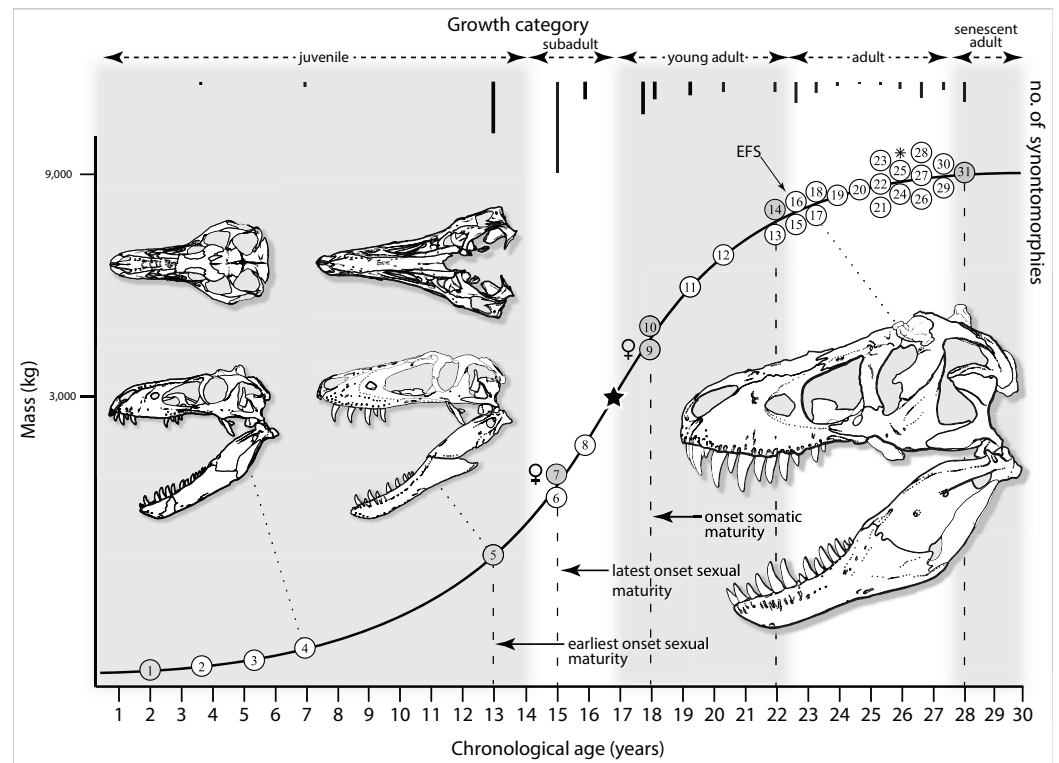 Growth category
juvenile
subadult
young adult
adult
senescent
adult
no. of synontomorphies
Mass (kg)
9,000
3,000
EFS
*
♀
♀
1
2
3
4
5
6
7
8
9
10
11
12
13
14
15
16
17
18
19
20
21
22
23
24
25
26
27
28
29
30
31
onset somatic
maturity
latest onset sexual
maturity
earliest onset sexual
maturity
1 2 3 4 5 6 7 8 9 10 11 12 13 14 15 16 17 18 19 20 21 22 23 24 25 26 27 28 29 30
Chronological age (years)